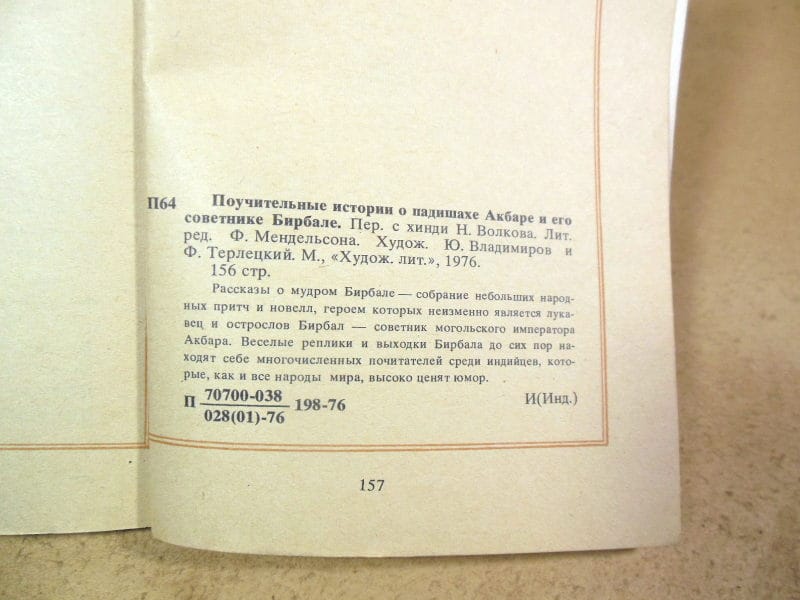 П64 Поучительные истории о падишахе Акбаре и его
советнике Бирбале. Пер. с хинди Н. Волкова. Лит.
ред. Ф. Мендельсона. Худож. Ю. Владимиров и
Ф. Терлецкий. М., «Худож. лит.», 1976.
156 стр.
Рассказы о мудром Бирбале — собрание небольших народ-
ных притч и новелл, героем которых неизменно является лука-
вец и острослов Бирбал — советник могольского императора
Акбара. Веселые реплики и выходки Бирбала до сих пор на-
ходят себе многочисленных почитателей среди индийцев, кото-
рые, как и все народы мира, высоко ценят юмор.
П 70700-038
028(01)-76 198-76 И(Инд.)
157